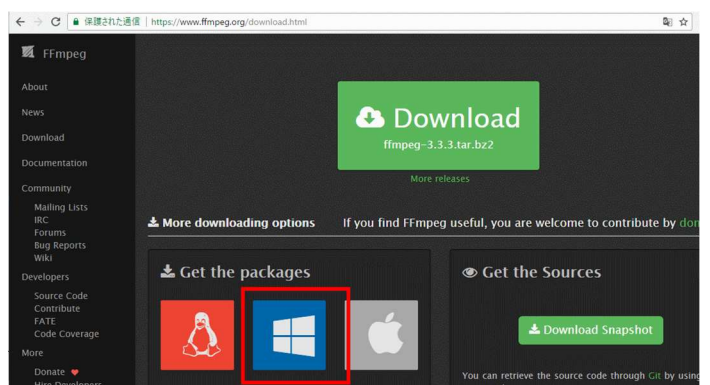 保護された通信 | https://www.ffmpeg.org/download.html
FFmpeg
About
News
Download
Documentation
Community
Mailing Lists
IRC
Forums
Bug Reports
Wiki
Developers
Source Code
Contribute
FATE
Code Coverage
More
Donate
Hire Developers
Download
ffmpeg-3.3.3.tar.bz2
More releases
More downloading options
If you find FFmpeg useful, you are welcome to contribute by don
Get the packages
Get the Sources
Download Snapshot
You can retrieve the source code through Git by using